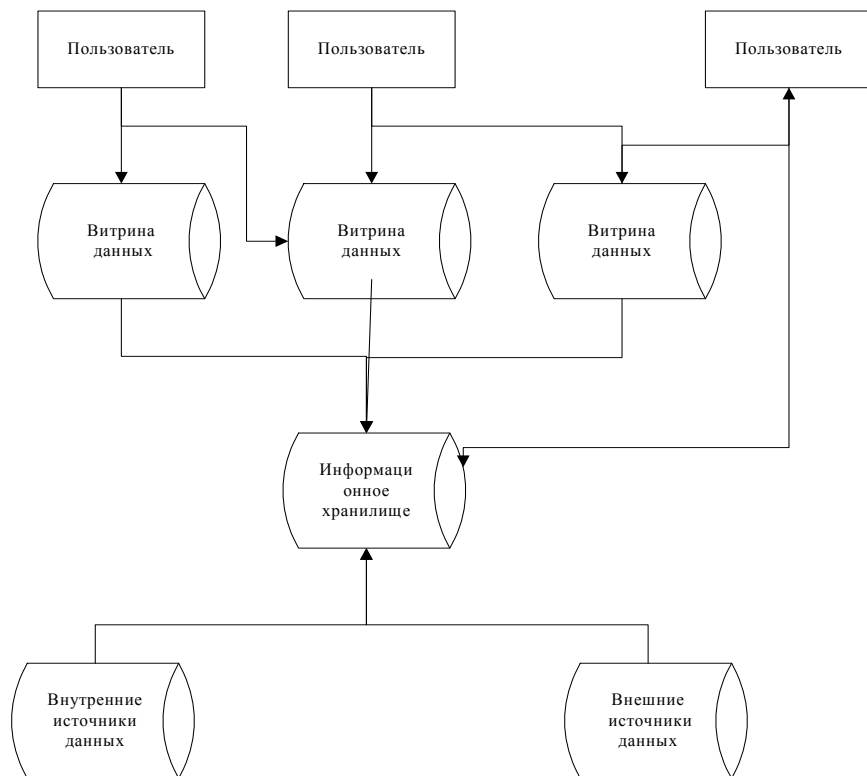 Пользователь
Пользователь
Пользователь
Витрина
данных
Витрина
данных
Витрина
данных
Информаци
онное
хранилище
Внутренние
источники
данных
Внешние
источники
данных